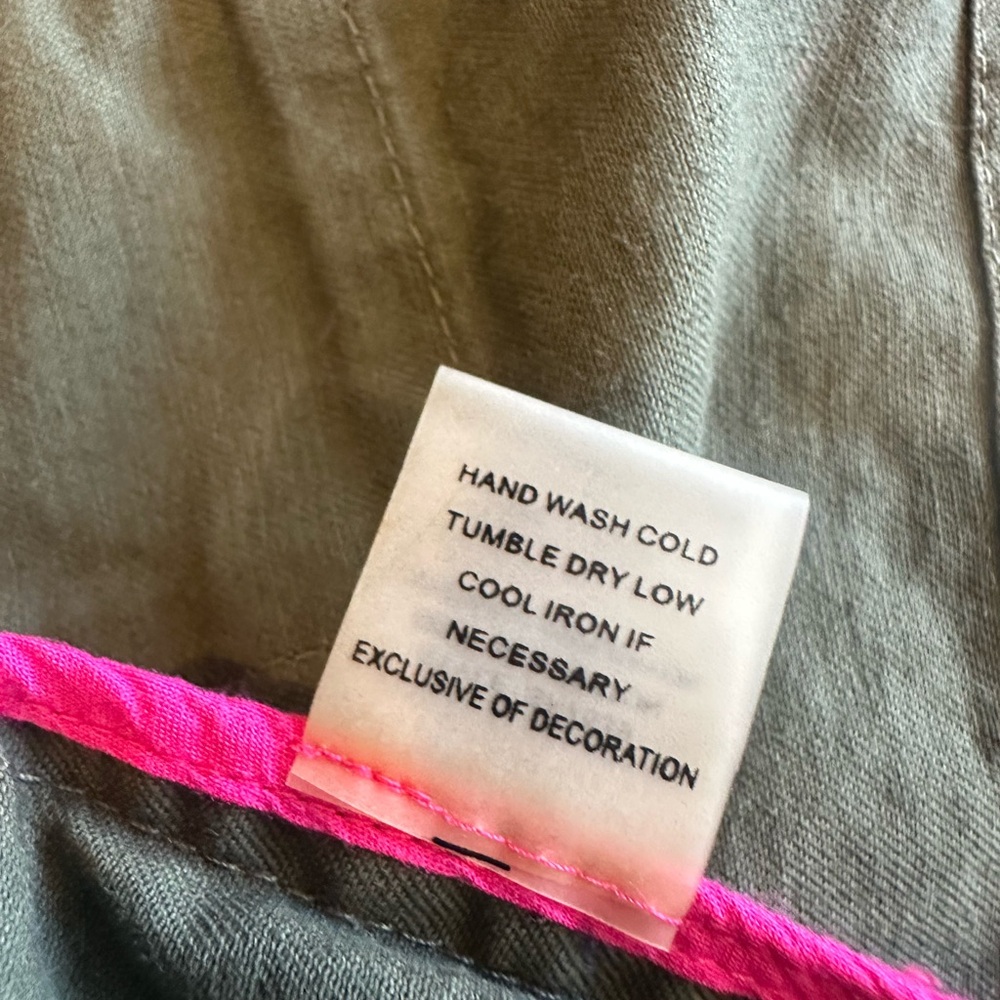 HAND WASH COLD
TUMBLE DRY LOW
COOL IRON IF
NECESSARY
EXCLUSIVE OF DECORATION